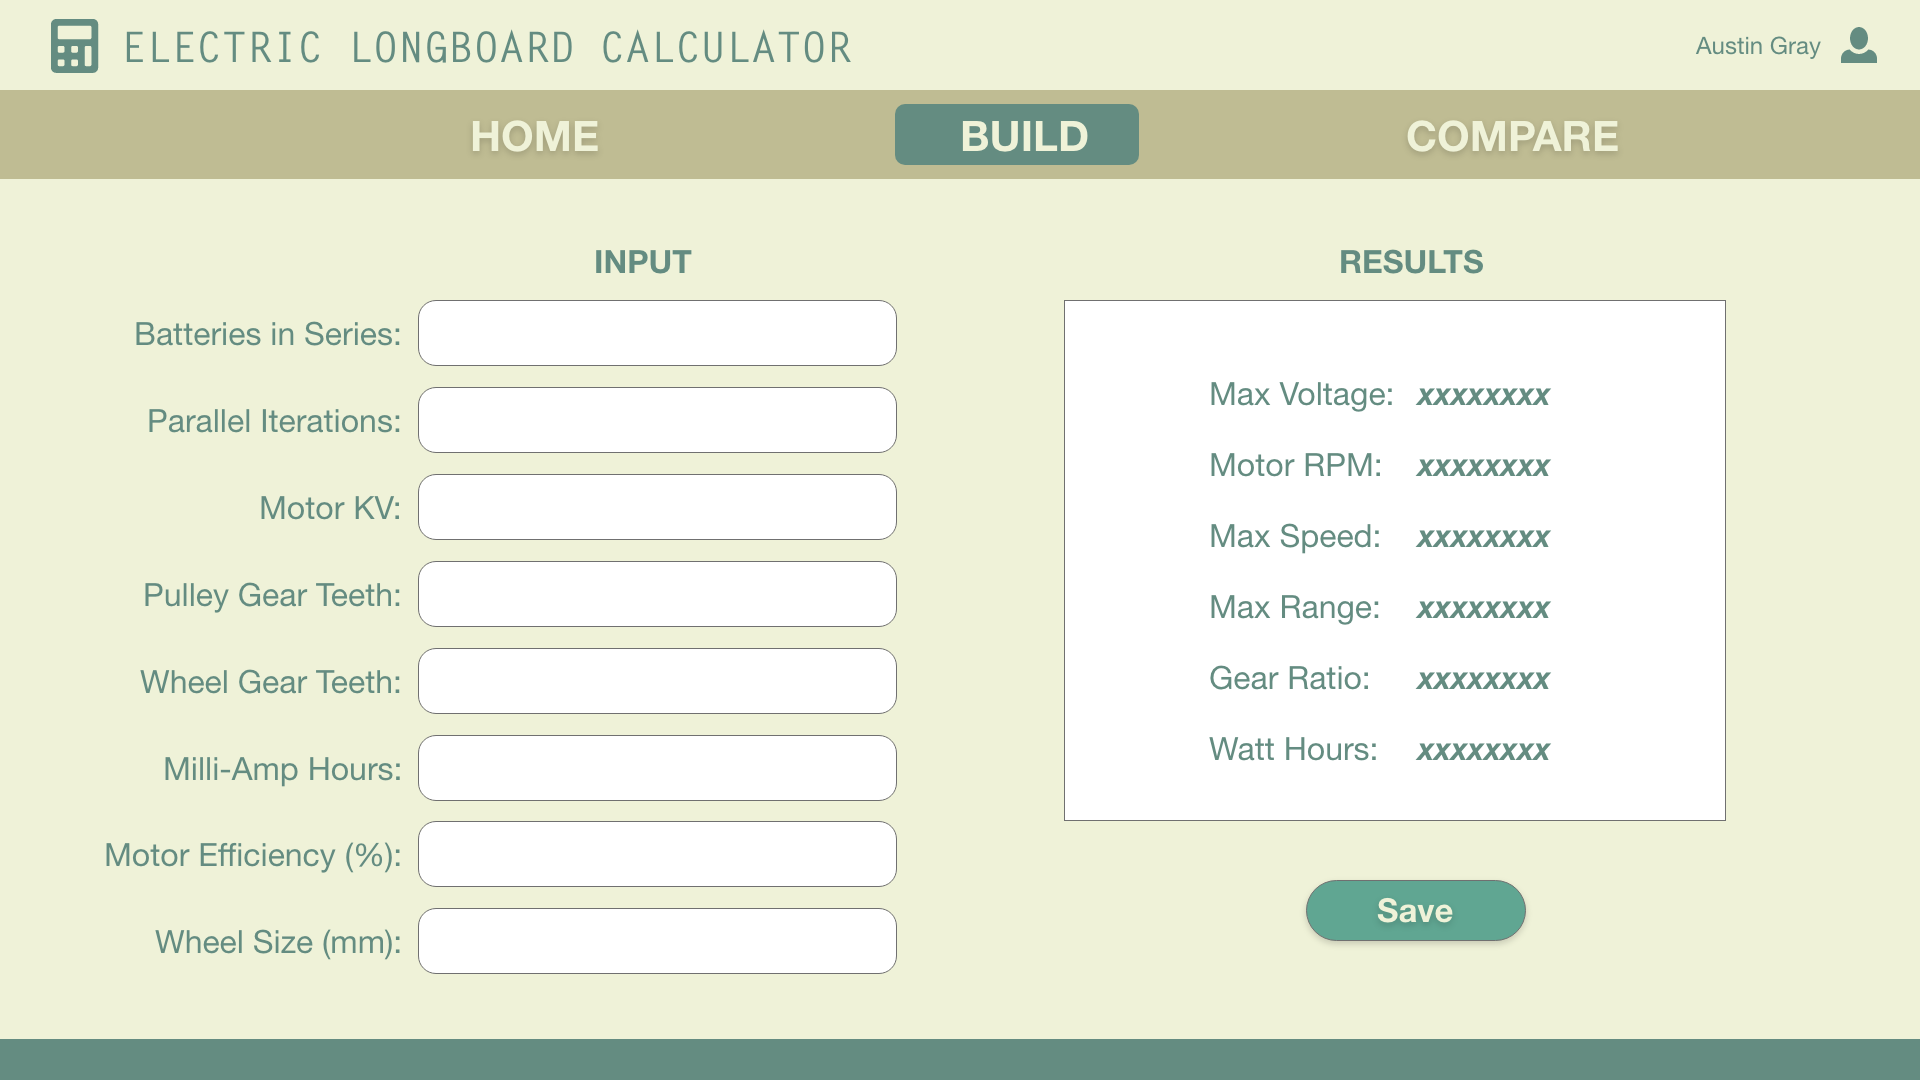 ELECTRIC LONGBOARD CALCULATOR
Austin Gray
HOME
BUILD
COMPARE
INPUT
Batteries in Series:
Parallel Iterations:
Motor KV:
Pulley Gear Teeth:
Wheel Gear Teeth:
Milli-Amp Hours:
Motor Efficiency (%):
Wheel Size (mm):
RESULTS
Max Voltage: xxxxxxxx
Motor RPM: xxxxxxxx
Max Speed: xxxxxxxx
Max Range: xxxxxxxx
Gear Ratio: xxxxxxxx
Watt Hours: xxxxxxxx
Save